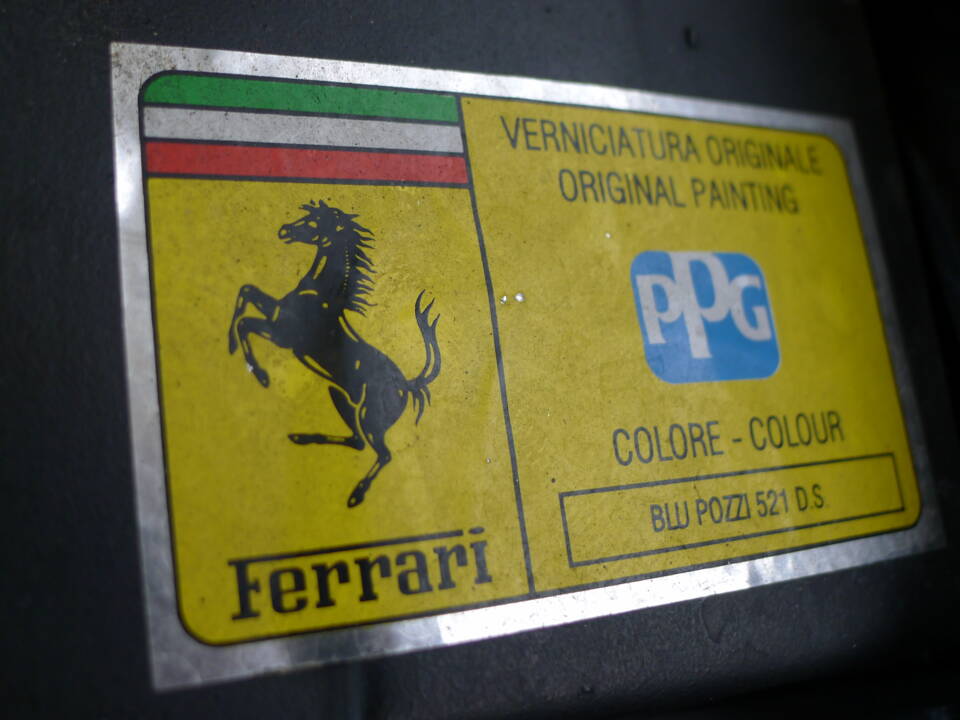 VERNICIATURA ORIGINALE
ORIGINAL PAINTING
PPG
COLORE - COLOUR
BLU POZZI 521 D.S.
Ferrari